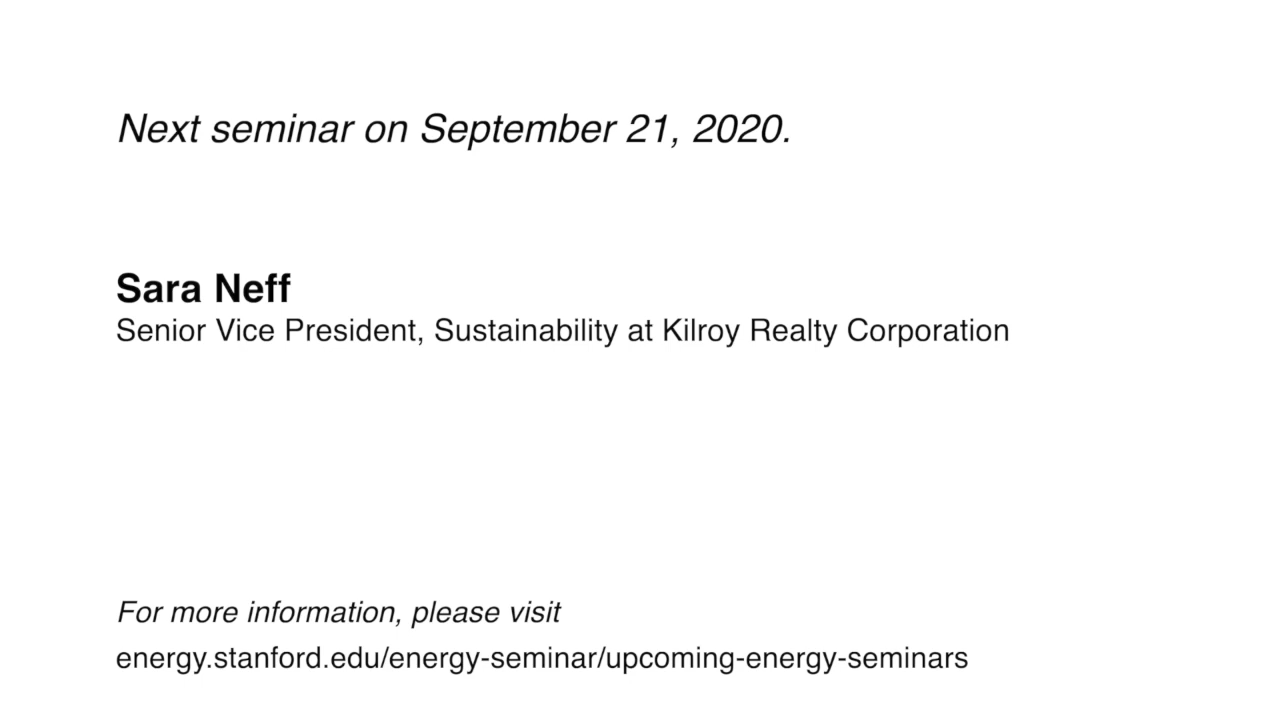 Next seminar on September 21, 2020.
Sara Neff
Senior Vice President, Sustainability at Kilroy Realty Corporation
For more information, please visit
energy.stanford.edu/energy-seminar/upcoming-energy-seminars